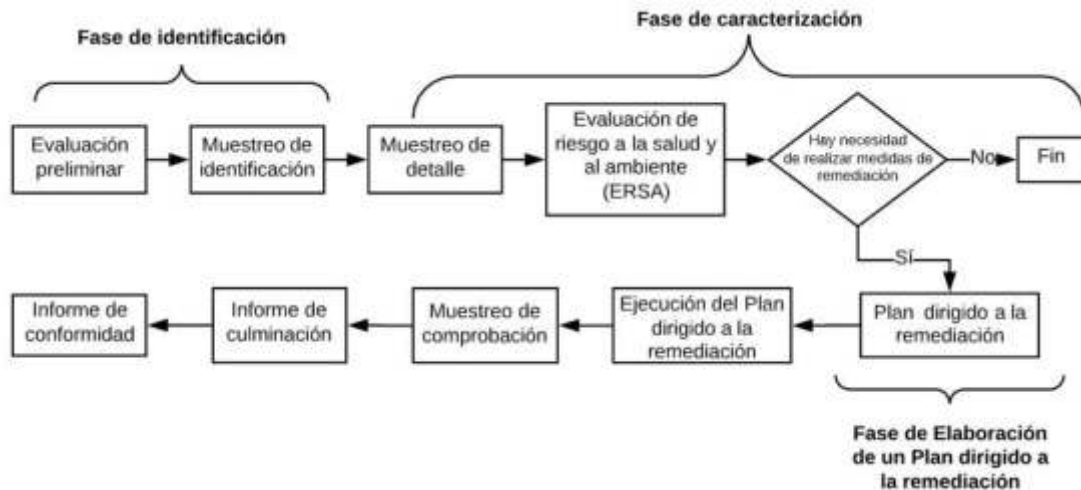 Fase de identificación
Fase de caracterización
Evaluación
preliminar
Muestreo de
identificación
Muestreo de
detalle
Evaluación de
riesgo a la salud y
al ambiente
(ERSA)
Hay necesidad
de realizar medidas de
remediación
No
Fin
Sí
Informe de
conformidad
Informe de
culminación
Muestreo de
comprobación
Ejecución del Plan
dirigido a la
remediación
Plan dirigido a la
remediación
Fase de Elaboración
de un Plan dirigido a
la remediación